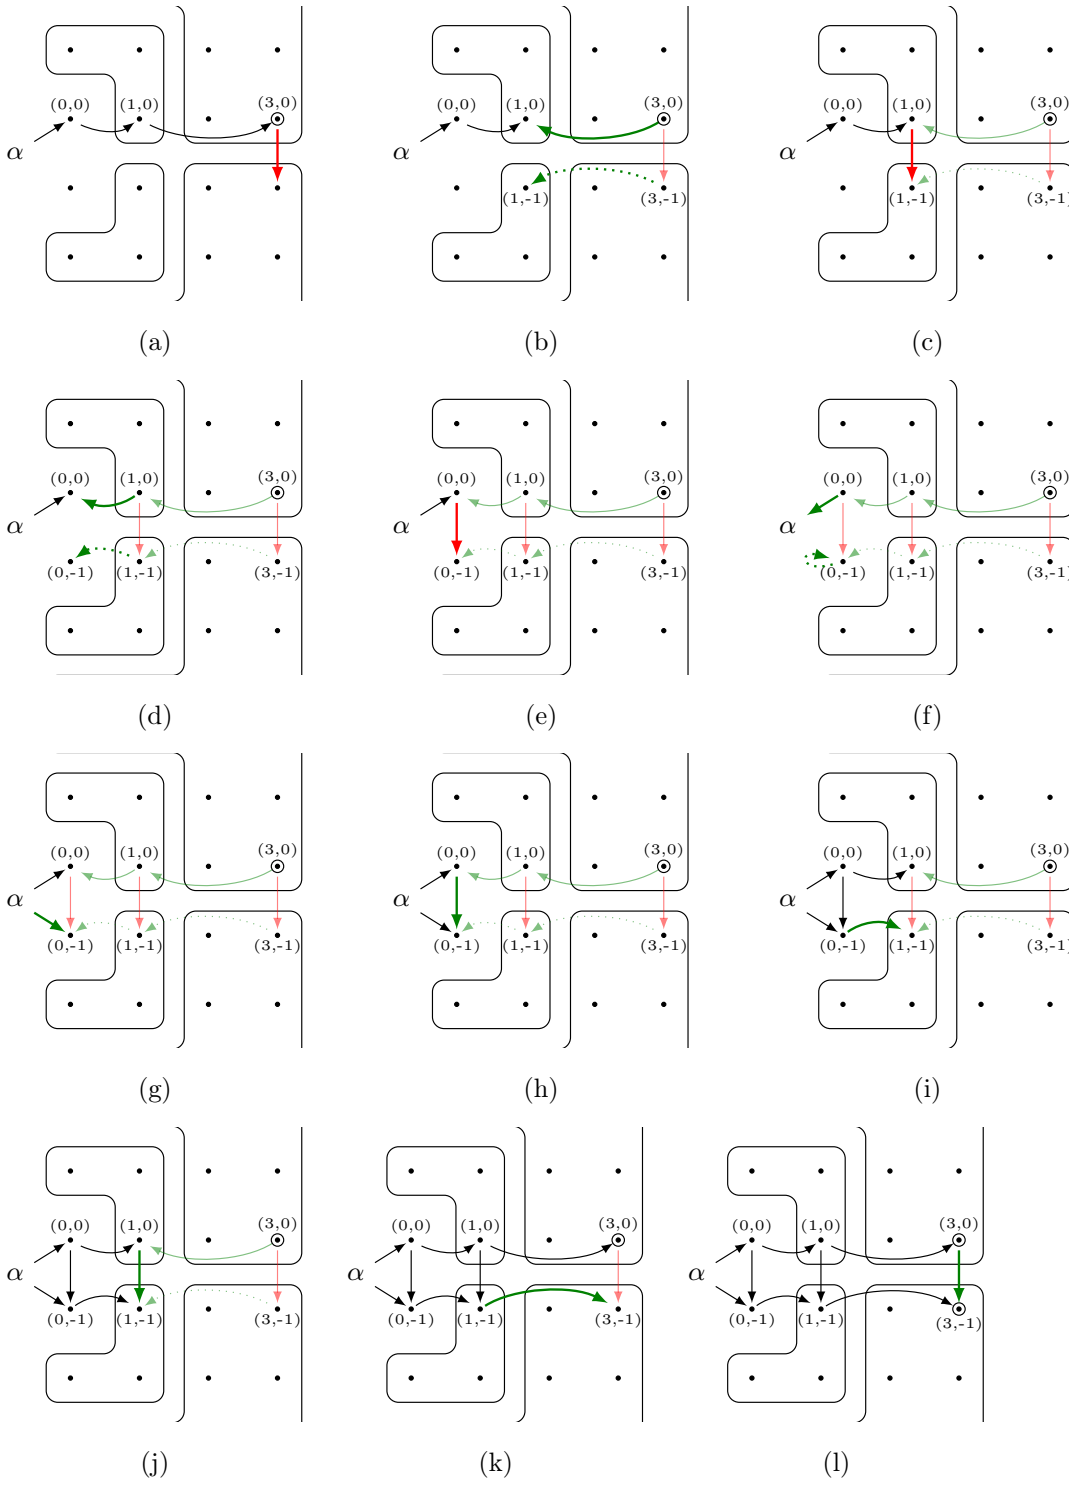 (0,0) (1,0) (3,0) (0,0) (1,0) (3,0) (0,0) (1,0) (3,0)
α α α
(1,-1) (3,-1) (1,-1) (3,-1)
(a) (b) (c)
(0,0) (1,0) (3,0) (0,0) (1,0) (3,0) (0,0) (1,0) (3,0)
α α α
(0,-1) (1,-1) (3,-1) (0,-1) (1,-1) (3,-1) (0,-1) (1,-1) (3,-1)
(d) (e) (f)
(0,0) (1,0) (3,0) (0,0) (1,0) (3,0) (0,0) (1,0) (3,0)
α α α
(0,-1) (1,-1) (3,-1) (0,-1) (1,-1) (3,-1) (0,-1) (1,-1) (3,-1)
(g) (h) (i)
(0,0) (1,0) (3,0) (0,0) (1,0) (3,0) (0,0) (1,0) (3,0)
α α α
(0,-1) (1,-1) (3,-1) (0,-1) (1,-1) (3,-1) (0,-1) (1,-1) (3,-1)
(j) (k) (l)